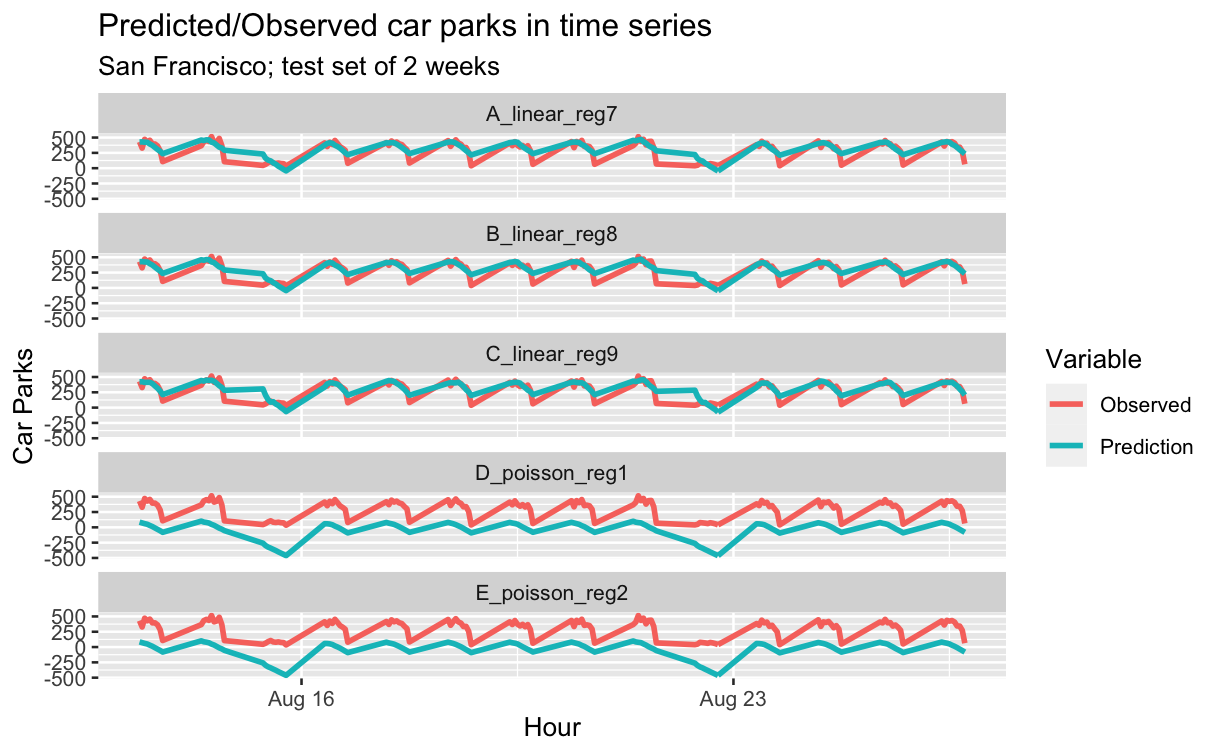 Predicted/Observed car parks in time series
San Francisco; test set of 2 weeks
A_linear_reg7
500
250
0
-250
-500
B_linear_reg8
500
250
0
-250
-500
C_linear_reg9
500
250
0
-250
-500
D_poisson_reg1
500
250
0
-250
-500
E_poisson_reg2
500
250
0
-250
-500
Car Parks
Aug 16
Aug 23
Hour
Variable
Observed
Prediction